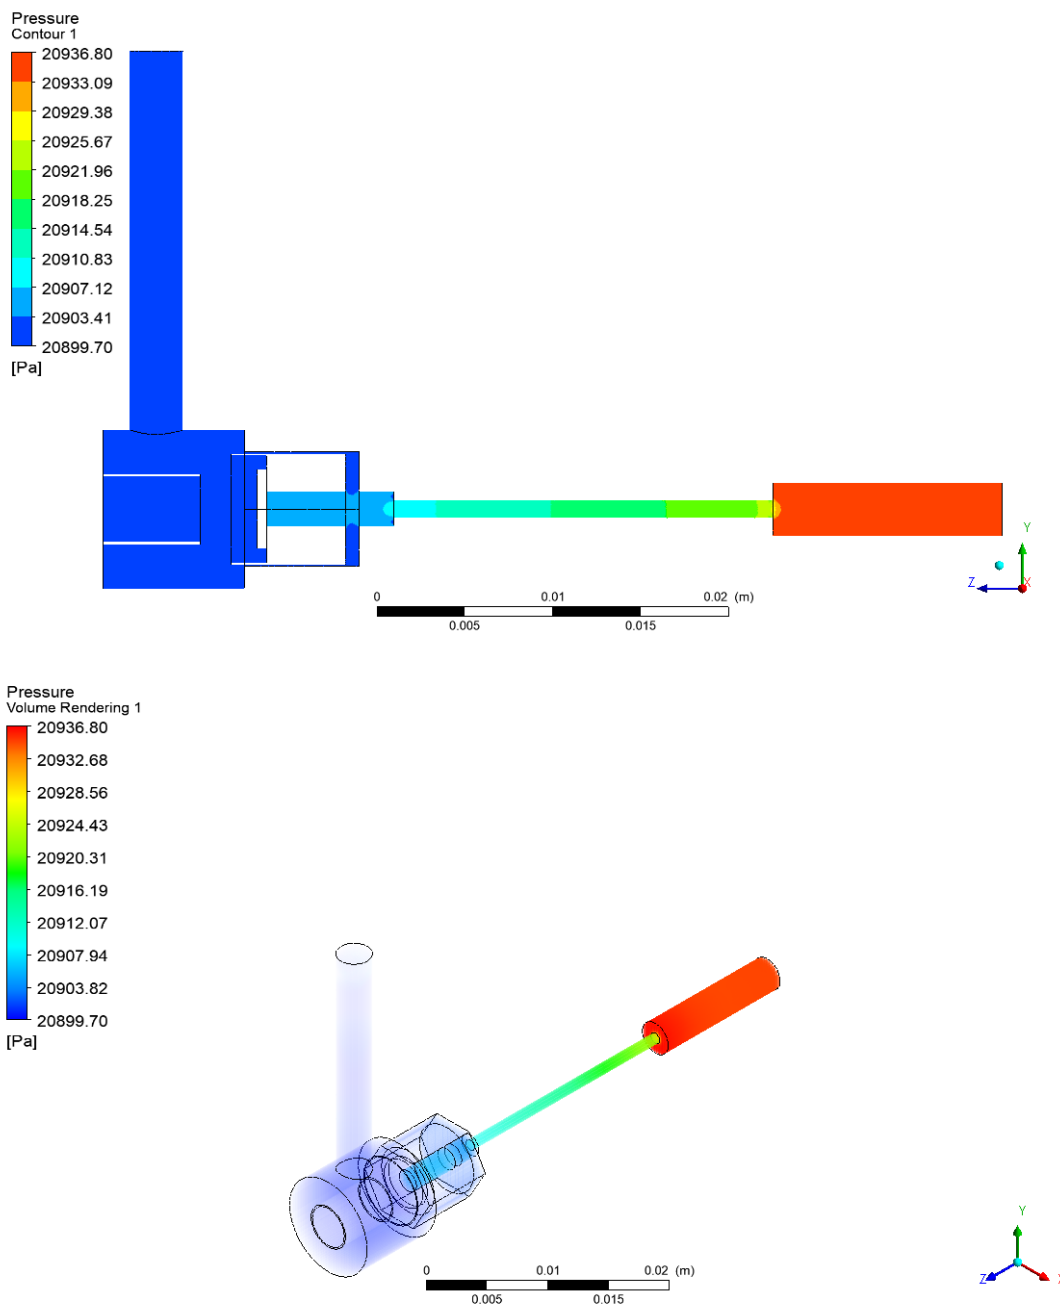 Pressure
Contour 1
20936.80
20933.09
20929.38
20925.67
20921.96
20918.25
20914.54
20910.83
20907.12
20903.41
20899.70
[Pa]
Y
Z
X
0 0.01 0.02 (m)
0.005 0.015
Pressure
Volume Rendering 1
20936.80
20932.68
20928.56
20924.43
20920.31
20916.19
20912.07
20907.94
20903.82
20899.70
[Pa]
Y
Z
X
0 0.01 0.02 (m)
0.005 0.015